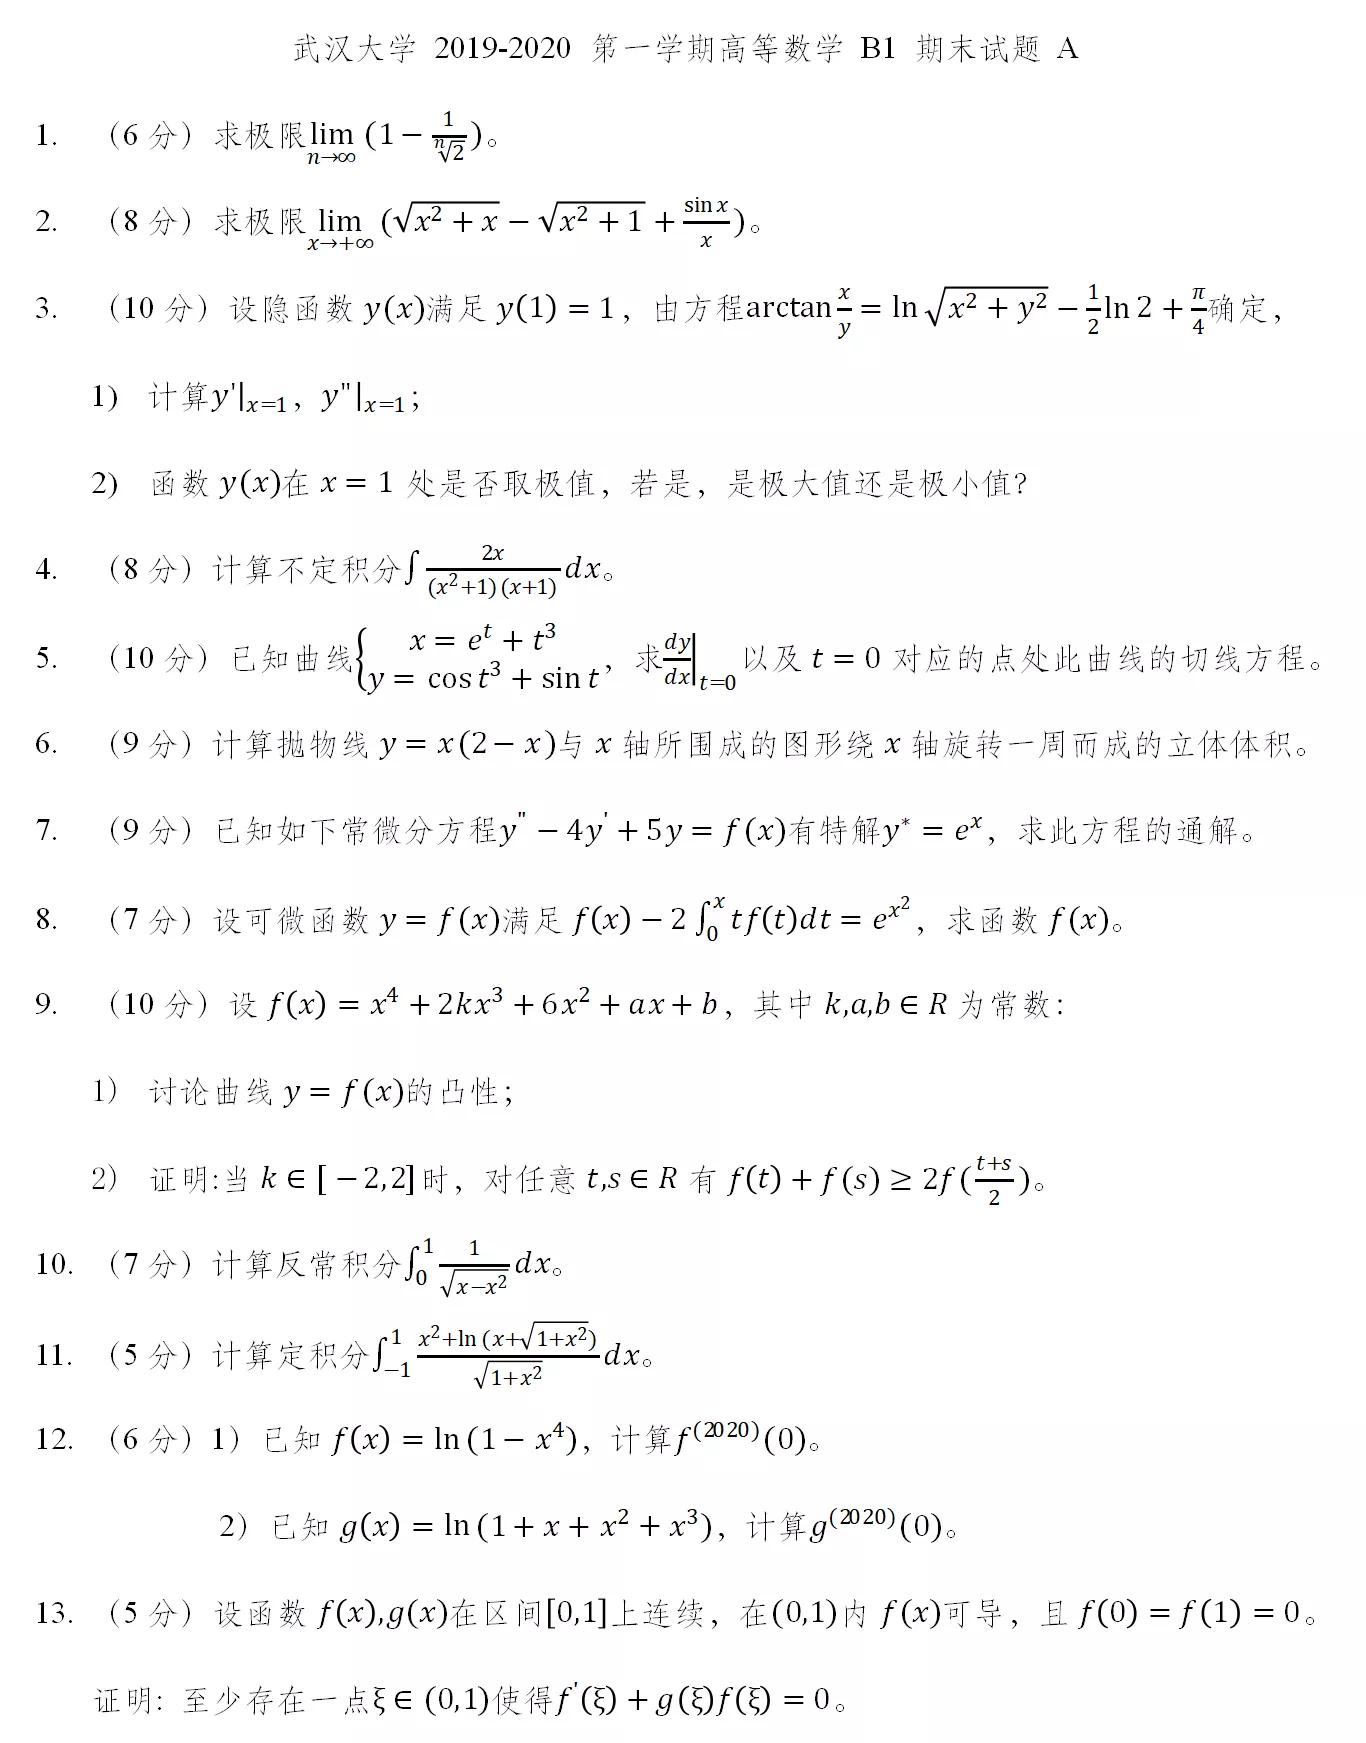 武汉大学 2019-2020 第一学期高等数学 B1 期末试题 A
1. （6 分）求极限$\lim_{n\to\infty}(1-\frac{1}{\sqrt[n]{2}})$。
2. （8 分）求极限$\lim_{x\to+\infty}(\sqrt{x^2+x}-\sqrt{x^2+1}+\frac{\sin x}{x})$。
3. （10 分）设隐函数 $y(x)$满足 $y(1)=1$，由方程$\arctan\frac{x}{y}=\ln\sqrt{x^2+y^2}-\frac{1}{2}\ln 2+\frac{\pi}{4}$确定，
1) 计算$y'|_{x=1}$，$y''|_{x=1}$；
2) 函数 $y(x)$在 $x=1$ 处是否取极值，若是，是极大值还是极小值？
4. （8 分）计算不定积分$\int\frac{2x}{(x^2+1)(x+1)}dx$。
5. （10 分）已知曲线$\begin{cases}x=e^t+t^3\\y=\cos t^3+\sin t\end{cases}$，求$\left.\frac{dy}{dx}\right|_{t=0}$以及 $t=0$ 对应的点处此曲线的切线方程。
6. （9 分）计算抛物线 $y=x(2-x)$与 $x$ 轴所围成的图形绕 $x$ 轴旋转一周而成的立体体积。
7. （9 分）已知如下常微分方程$y''-4y'+5y=f(x)$有特解$y^*=e^x$，求此方程的通解。
8. （7 分）设可微函数 $y=f(x)$满足 $f(x)-2\int_0^x tf(t)dt=e^{x^2}$，求函数 $f(x)$。
9. （10 分）设 $f(x)=x^4+2kx^3+6x^2+ax+b$，其中 $k,a,b\in R$ 为常数：
1） 讨论曲线 $y=f(x)$的凸性；
2） 证明:当 $k\in[-2,2]$时，对任意 $t,s\in R$ 有 $f(t)+f(s)\geq 2f(\frac{t+s}{2})$。
10. （7 分）计算反常积分$\int_0^1\frac{1}{\sqrt{x-x^2}}dx$。
11. （5 分）计算定积分$\int_{-1}^1\frac{x^2+\ln(x+\sqrt{1+x^2})}{\sqrt{1+x^2}}dx$。
12. （6 分）1）已知 $f(x)=\ln(1-x^4)$，计算$f^{(2020)}(0)$。
2）已知 $g(x)=\ln(1+x+x^2+x^3)$，计算$g^{(2020)}(0)$。
13. （5 分）设函数 $f(x),g(x)$在区间$[0,1]$上连续，在$(0,1)$内 $f(x)$可导，且 $f(0)=f(1)=0$。
证明: 至少存在一点$\xi\in(0,1)$使得$f'(\xi)+g(\xi)f(\xi)=0$。